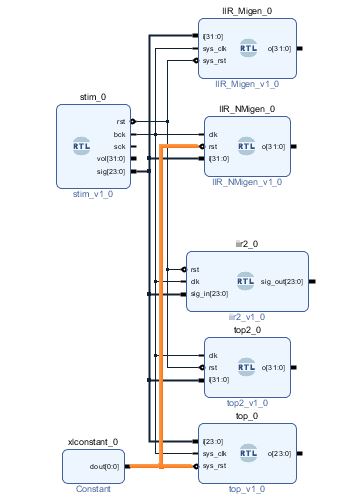 IIR_Migen_0
i[31:0]
sys_clk
sys_rst
RTL
o[31:0]
IIR_Migen_v1_0
stim_0
RTL
rst
bck
sck
vol[31:0]
sig[23:0]
stim_v1_0
IIR_NMigen_0
clk
rst
i[31:0]
RTL
o[31:0]
IIR_NMigen_v1_0
iir2_0
rst
clk
sig_in[23:0]
RTL
sig_out[23:0]
iir2_v1_0
top2_0
clk
rst
i[31:0]
RTL
o[31:0]
top2_v1_0
top_0
i[23:0]
sys_clk
sys_rst
RTL
o[23:0]
top_v1_0
xlconstant_0
dout[0:0]
Constant